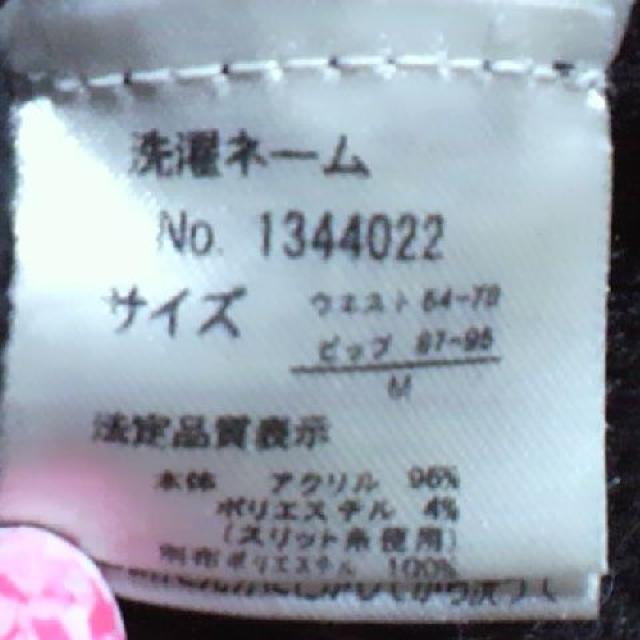 洗濯ネーム
No. 1344022
サイズ ウエスト 64-70
ヒップ 87-95
M
法定品質表示
本体 アクリル 96%
ポリエステル 4%
(スリット糸使用)
別布 ポリエステル 100%